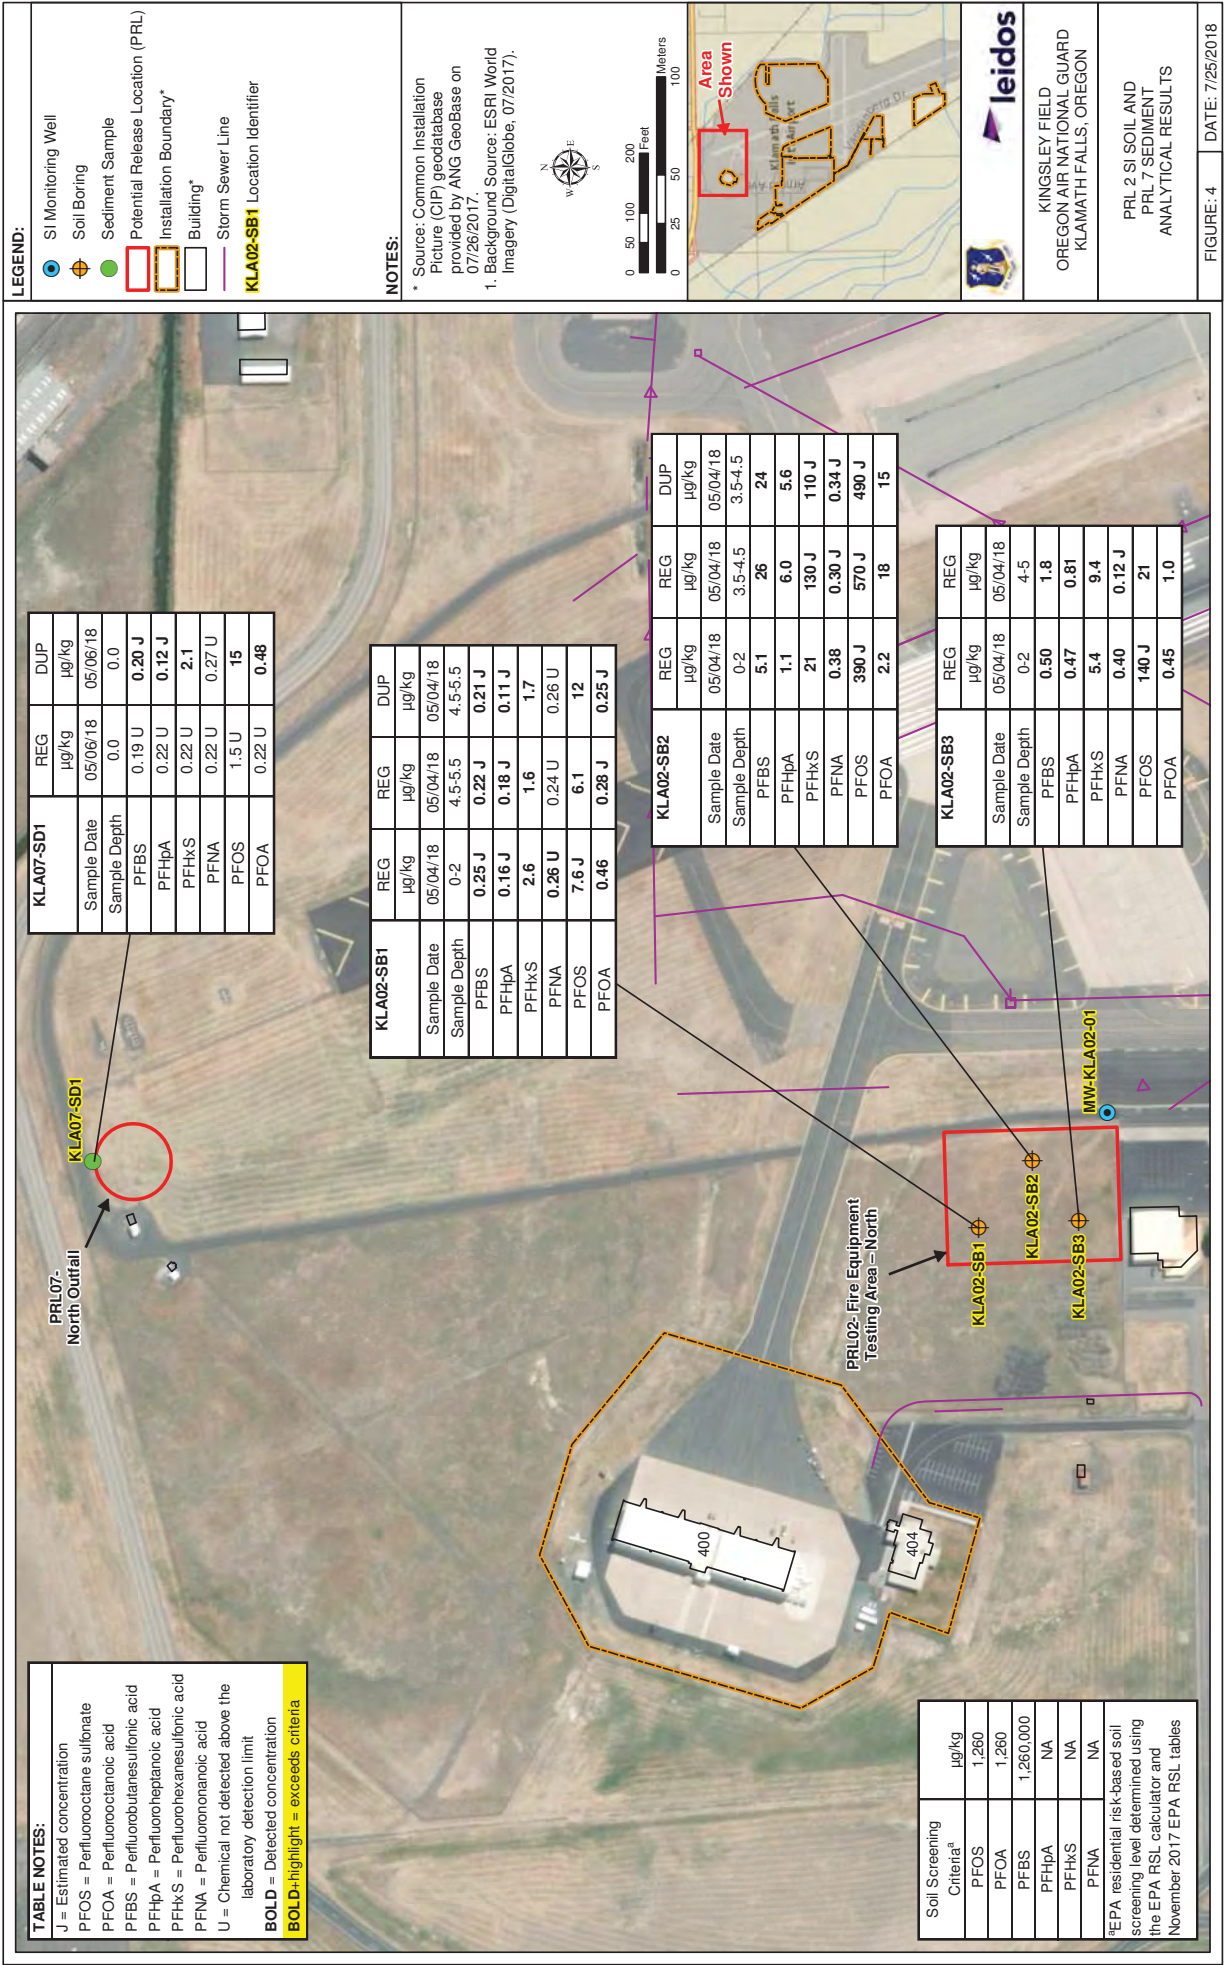 TABLE NOTES:
J = Estimated concentration
PFOS = Perfluorooctane sulfonate
PFOA = Perfluorooctanoic acid
PFBS = Perfluorobutanesulfonic acid
PFHpA = Perfluoroheptanoic acid
PFHxS = Perfluorohexanesulfonic acid
PFNA = Perfluorononanoic acid
U = Chemical not detected above the
laboratory detection limit
BOLD = Detected concentration
BOLD+highlight = exceeds criteria
PRL07-
North Outfall
KLA07-SD1
KLA07-SD1 REG DUP
µg/kg µg/kg
Sample Date 05/06/18 05/06/18
Sample Depth 0.0 0.0
PFBS 0.19 U 0.20 J
PFHpA 0.22 U 0.12 J
PFHxS 0.22 U 2.1
PFNA 0.22 U 0.27 U
PFOS 1.5 U 15
PFOA 0.22 U 0.48
KLA02-SB1 REG REG DUP
µg/kg µg/kg µg/kg
Sample Date 05/04/18 05/04/18 05/04/18
Sample Depth 0-2 4.5-5.5 4.5-5.5
PFBS 0.25 J 0.22 J 0.21 J
PFHpA 0.16 J 0.18 J 0.11 J
PFHxS 2.6 1.6 1.7
PFNA 0.26 U 0.24 U 0.26 U
PFOS 7.6 J 6.1 12
PFOA 0.46 0.28 J 0.25 J
KLA02-SB2 REG REG DUP
µg/kg µg/kg µg/kg
Sample Date 05/04/18 05/04/18 05/04/18
Sample Depth 0-2 3.5-4.5 3.5-4.5
PFBS 5.1 26 24
PFHpA 1.1 6.0 5.6
PFHxS 21 130 J 110 J
PFNA 0.38 0.30 J 0.34 J
PFOS 390 J 570 J 490 J
PFOA 2.2 18 15
KLA02-SB3 REG REG
µg/kg µg/kg
Sample Date 05/04/18 05/04/18
Sample Depth 0-2 4-5
PFBS 0.50 1.8
PFHpA 0.47 0.81
PFHxS 5.4 9.4
PFNA 0.40 0.12 J
PFOS 140 J 21
PFOA 0.45 1.0
400
404
PRL02- Fire Equipment
Testing Area – North
KLA02-SB1
KLA02-SB2
KLA02-SB3
MW-KLA02-01
Soil Screening
Criteriaª µg/kg
PFOS 1,260
PFOA 1,260
PFBS 1,260,000
PFHpA NA
PFHxS NA
PFNA NA
ªEPA residential risk-based soil
screening level determined using
the EPA RSL calculator and
November 2017 EPA RSL tables
LEGEND:
SI Monitoring Well
Soil Boring
Sediment Sample
Potential Release Location (PRL)
Installation Boundary*
Building*
Storm Sewer Line
KLA02-SB1 Location Identifier
NOTES:
* Source: Common Installation
Picture (CIP) geodatabase
provided by ANG GeoBase on
07/26/2017.
1. Background Source: ESRI World
Imagery (DigitalGlobe, 07/2017).
N
W E
S
0 50 100 200
Feet
0 25 50 100
Meters
Area
Shown
Klamath Falls
Airport
leidos
KINGSLEY FIELD
OREGON AIR NATIONAL GUARD
KLAMATH FALLS, OREGON
PRL 2 SI SOIL AND
PRL 7 SEDIMENT
ANALYTICAL RESULTS
FIGURE: 4 DATE: 7/25/2018